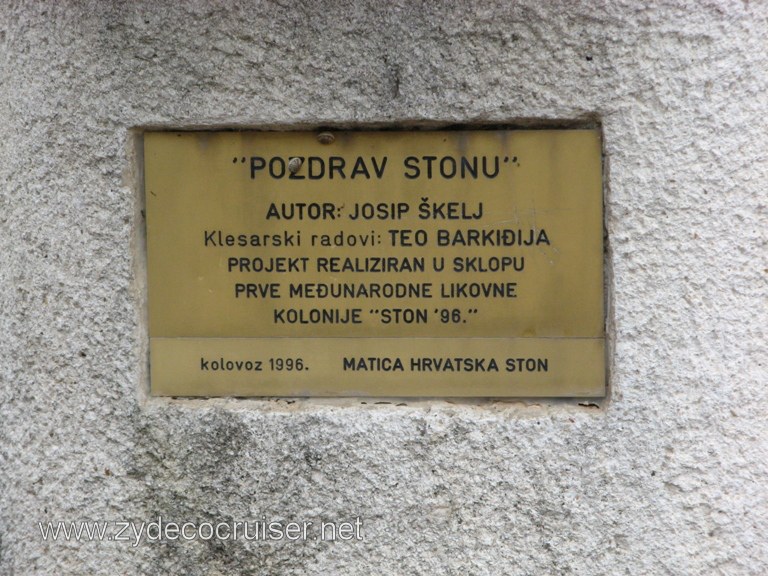 "POZDRAV STONU"
AUTOR: JOSIP ŠKELJ
Klesarski radovi: TEO BARKIĐIJA
PROJEKT REALIZIRAN U SKLOPU
PRVE MEĐUNARODNE LIKOVNE
KOLONIJE "STON '96."
kolovoz 1996. MATICA HRVATSKA STON
www.zydecocruiser.net